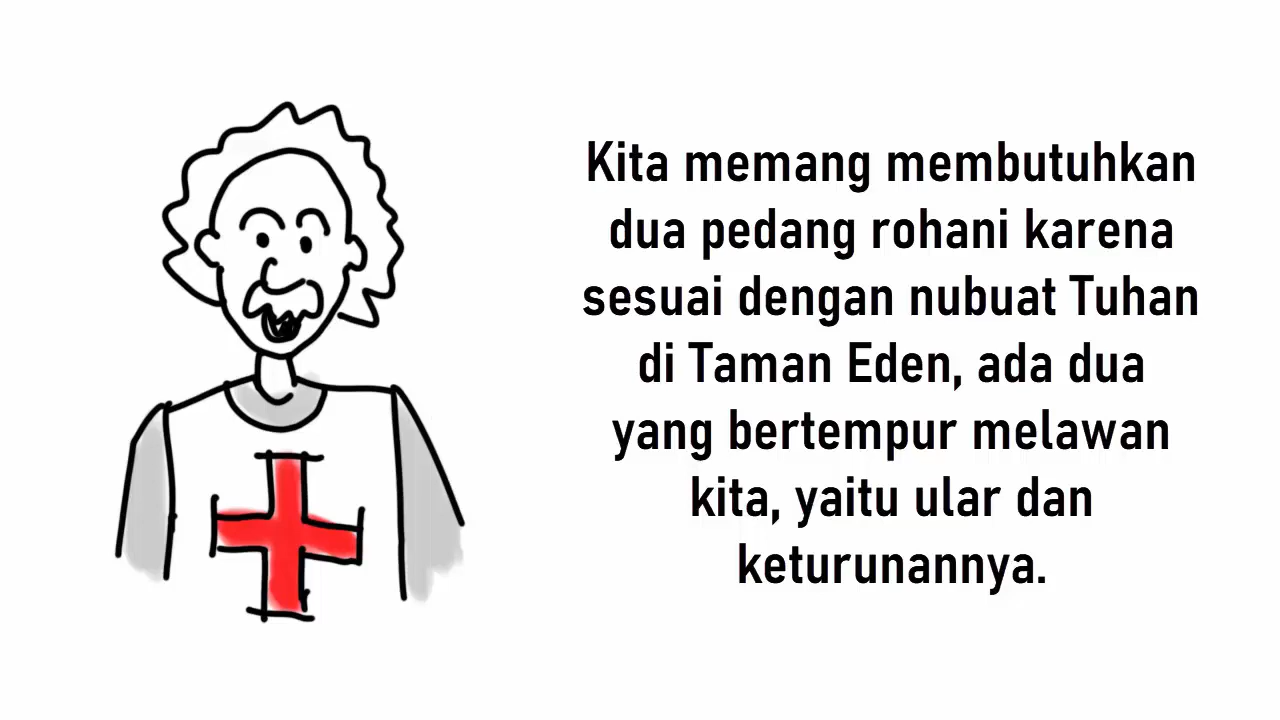 Kita memang membutuhkan
dua pedang rohani karena
sesuai dengan nubuat Tuhan
di Taman Eden, ada dua
yang bertempur melawan
kita, yaitu ular dan
keturunannya.